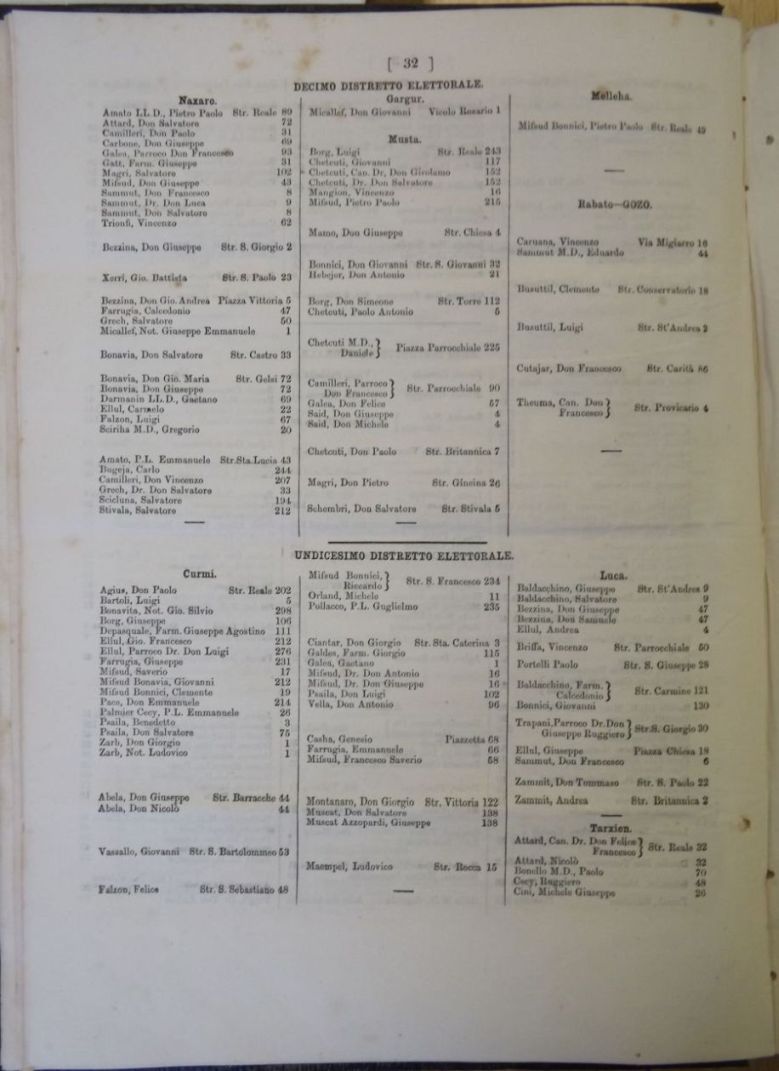 [ 32 ]
DECIMO DISTRETTO ELETTORALE.
Naxaro.
Amato LL.D., Pietro Paolo Str. Reale 89
Attard, Don Salvatore 72
Camilleri, Don Paolo 31
Carbone, Don Giuseppe 69
Galea, Parroco Don Francesco 93
Gatt, Farm. Giuseppe 31
Magri, Salvatore 102
Mifsud, Don Giuseppe 43
Sammut, Don Francesco 8
Sammut, Dr. Don Luca 9
Sammut, Don Salvatore 8
Trionfi, Vincenzo 62
Bezzina, Don Giuseppe Str. S. Giorgio 2
Xerri, Gio. Battista Str. S. Paolo 23
Bezzina, Don Gio. Andrea Piazza Vittoria 5
Farrugia, Calcedonio 47
Grech, Salvatore 50
Micallef, Not. Giuseppe Emmanuele 1
Bonavia, Don Salvatore Str. Castro 33
Bonavia, Don Gio. Maria Str. Gelsi 72
Bonavia, Don Giuseppe 72
Darmanin LL.D., Gaetano 69
Ellul, Carmelo 22
Falzon, Luigi 67
Sciriha M.D., Gregorio 20
Amato, P.L. Emmanuele Str.Sta.Lucia 43
Bugeja, Carlo 244
Camilleri, Don Vincenzo 207
Grech, Dr. Don Salvatore 33
Scicluna, Salvatore 194
Stivala, Salvatore 212
Gargur.
Micallef, Don Giovanni Vicolo Rosario 1
Musta.
Borg, Luigi Str. Reale 243
Chetcuti, Giovanni 117
Chetcuti, Can. Dr. Don Girolamo 152
Chetcuti, Dr. Don Salvatore 152
Mangion, Vincenzo 16
Mifsud, Pietro Paolo 215
Mamo, Don Giuseppe Str. Chiesa 4
Bonnici, Don Giovanni Str. S. Giovanni 32
Hebejer, Don Antonio 21
Borg, Don Simeone Str. Torre 112
Chetcuti, Paolo Antonio 5
Chetcuti M.D., Daniele } Piazza Parrocchiale 225
Camilleri, Parroco Don Francesco } Str. Parrochiale 90
Galea, Don Felice 57
Said, Don Giuseppe 4
Said, Don Michele 4
Chetcuti, Don Paolo Str. Britannica 7
Magri, Don Pietro Str. Gineina 26
Schembri, Don Salvatore Str. Stivala 5
Melleha.
Mifsud Bonnici, Pietro Paolo Str. Reale 49
Rabato—GOZO.
Caruana, Vincenzo Via Migiarro 16
Sammut M.D., Eduardo 44
Busuttil, Clemente Str. Conservatorio 18
Busuttil, Luigi Str. St'Andrea 2
Cutajar, Don Francesco Str. Carità 86
Theuma, Can. Don Francesco } Str. Provicario 4
UNDICESIMO DISTRETTO ELETTORALE.
Curmi.
Agius, Don Paolo Str. Reale 202
Bartoli, Luigi 5
Bonavita, Not. Gio. Silvio 298
Borg, Giuseppe 106
Depasquale, Farm. Giuseppe Agostino 111
Ellul, Gio. Francesco 212
Ellul, Parroco Dr. Don Luigi 276
Farrugia, Giuseppe 231
Mifsud, Saverio 17
Mifsud Bonavia, Giovanni 212
Mifsud Bonnici, Clemente 19
Pace, Don Emmanuele 214
Palmier Cecy, P.L. Emmanuele 26
Psaila, Benedetto 3
Psaila, Don Salvatore 75
Zarb, Don Giorgio 1
Zarb, Not. Ludovico 1
Abela, Don Giuseppe Str. Barracche 44
Abela, Don Nicolò 44
Vassallo, Giovanni Str. S. Bartolommeo 53
Falzon, Felice Str. S. Sebastiano 48
Mifsud Bonnici, Riccardo } Str. S. Francesco 234
Orland, Michele 11
Pullacco, P.L. Guglielmo 235
Ciantar, Don Giorgio Str. Sta. Caterina 3
Galdes, Farm. Giorgio 115
Galea, Gaetano 1
Mifsud, Dr. Don Antonio 16
Mifsud, Dr. Don Giuseppe 16
Psaila, Don Luigi 102
Vella, Don Antonio 96
Casha, Genesio Piazzetta 68
Farrugia, Emmanuele 66
Mifsud, Francesco Saverio 58
Montanaro, Don Giorgio Str. Vittoria 122
Muscat, Don Salvatore 138
Muscat Azzopardi, Giuseppe 138
Maempel, Ludovico Str. Rocca 15
Luca.
Baldacchino, Giuseppe Str. St'Andrea 9
Baldacchino, Salvatore 9
Bezzina, Don Giuseppe 47
Bezzina, Don Samuele 47
Ellul, Andrea 4
Briffa, Vincenzo Str. Parrocchiale 50
Portelli Paolo Str. S. Giuseppe 28
Baldacchino, Farm. Calcedonio } Str. Carmine 121
Bonnici, Giovanni 130
Trapani, Parroco Dr. Don Giuseppe Ruggiero } Str.S. Giorgio 30
Ellul, Giuseppe Piazza Chiesa 18
Sammut, Don Francesco 6
Zammit, Don Tommaso Str. S. Paolo 22
Zammit, Andrea Str. Britannica 2
Tarxien.
Attard, Can. Dr. Don Felice Francesco } Str. Reale 32
Attard, Nicolò 32
Bonello M.D., Paolo 70
Cecy, Ruggiero 48
Cini, Michele Giuseppe 26